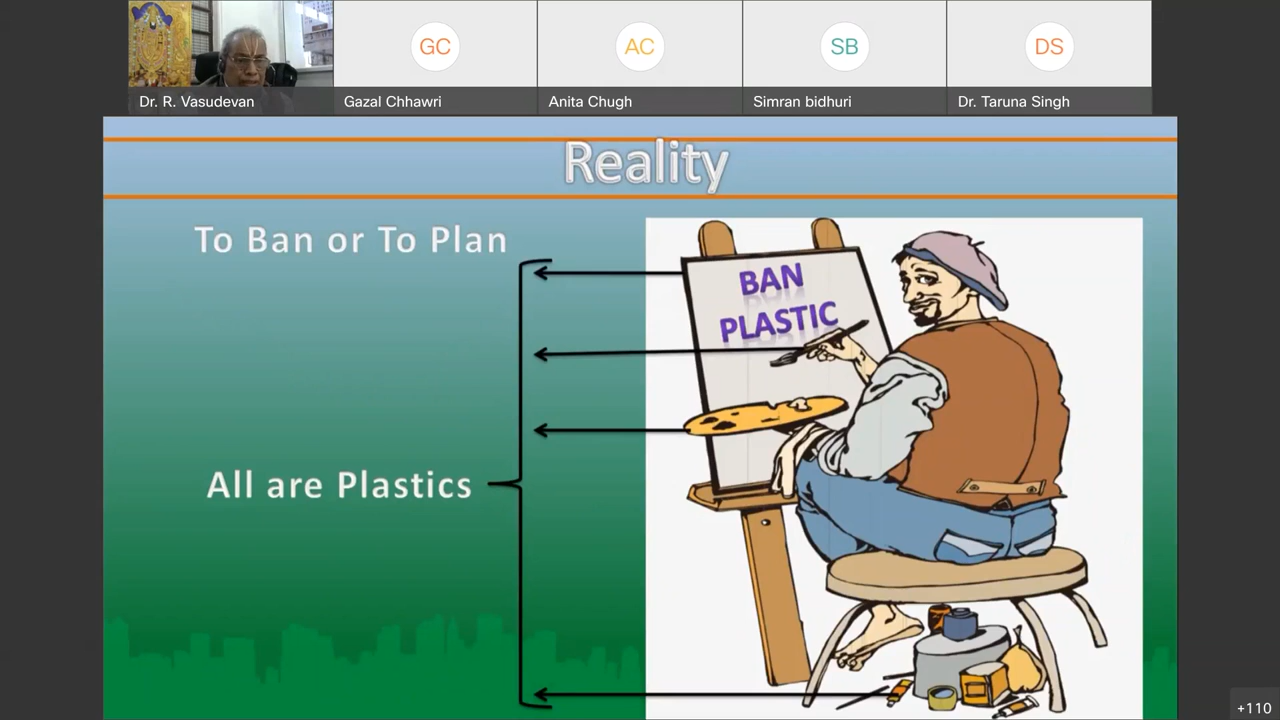 GC
AC
SB
DS
Dr. R. Vasudevan
Gazal Chhawri
Anita Chugh
Simran bidhuri
Dr. Taruna Singh
Reality
To Ban or To Plan
BAN
PLASTIC
All are Plastics
+110